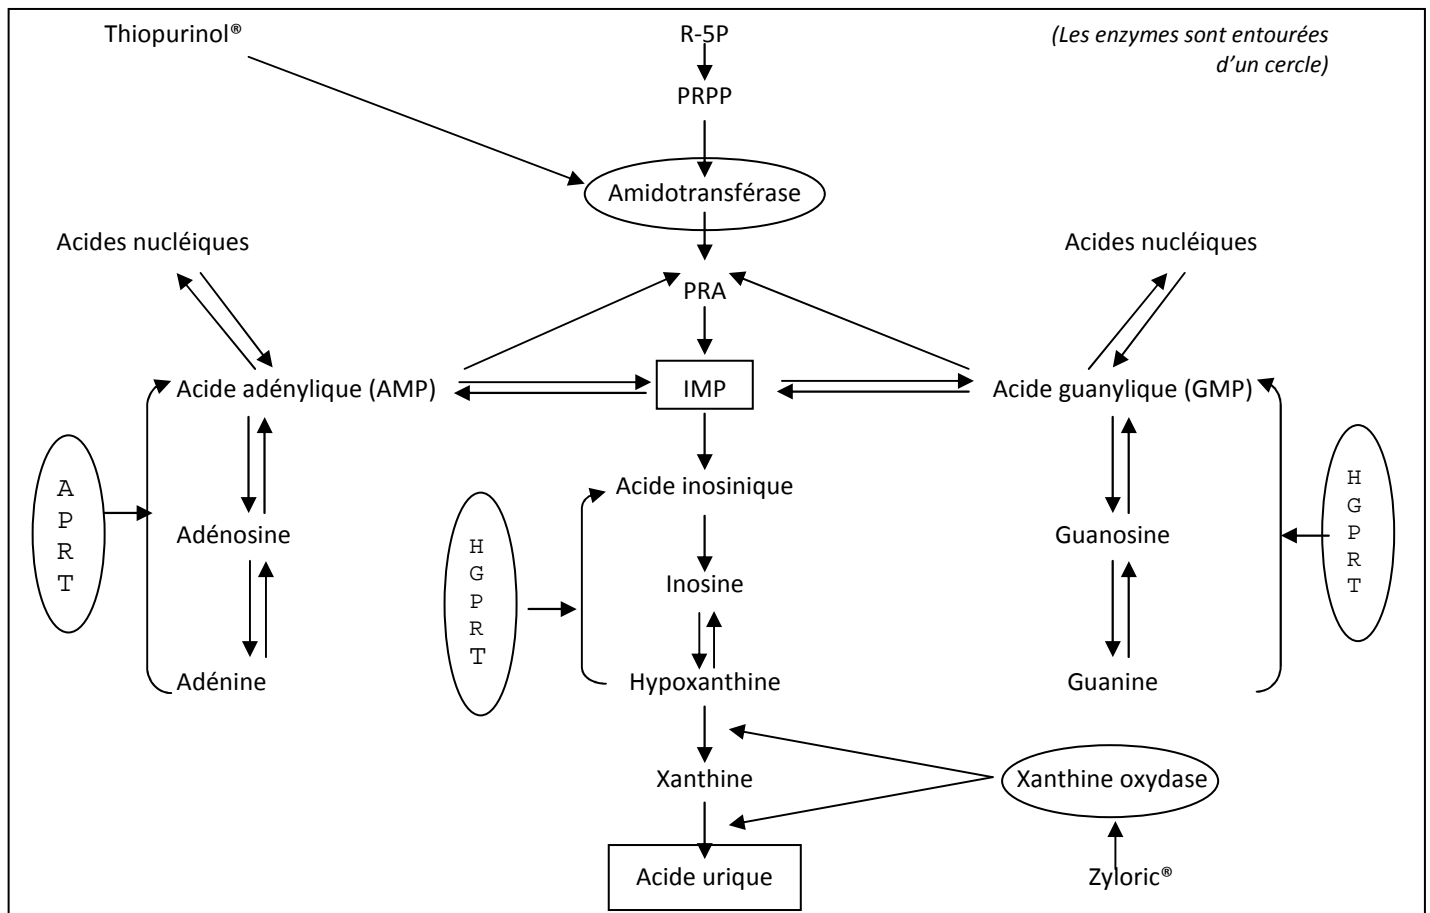 Thiopurinol®
R-5P
(Les enzymes sont entourées
d'un cercle)
PRPP
Amidotransférase
Acides nucléiques
Acides nucléiques
PRA
Acide adénylique (AMP)
IMP
Acide guanylique (GMP)
A
P
R
T
Acide inosinique
H
G
P
R
T
Adénosine
Guanosine
H
G
P
R
T
Inosine
Adénine
Hypoxanthine
Guanine
Xanthine
Xanthine oxydase
Acide urique
Zyloric®